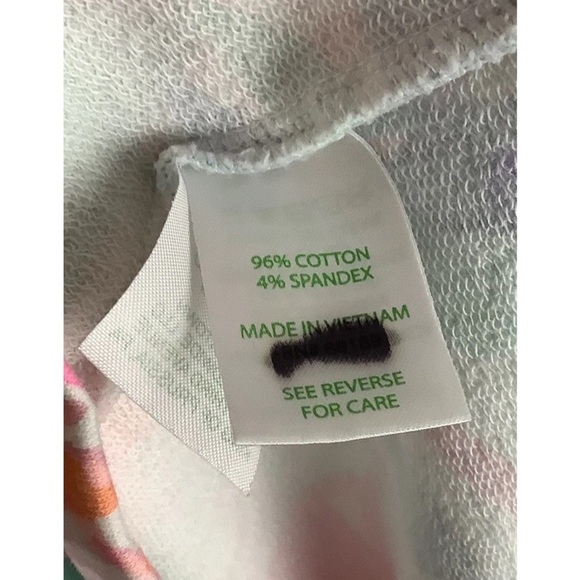 96% COTTON
4% SPANDEX
MADE IN VIETNAM
SEE REVERSE
FOR CARE